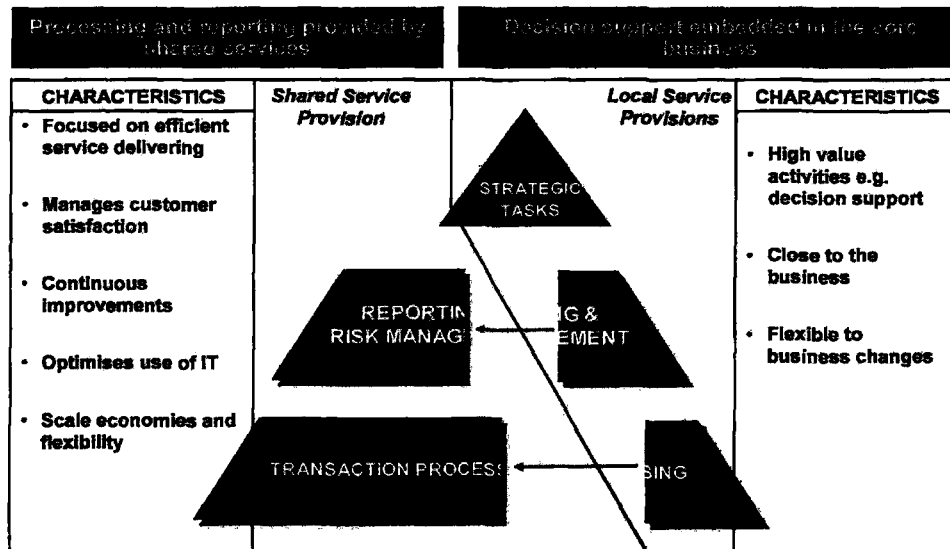 Processing and reporting provided by
shared services
Decision support embedded in the core
business
CHARACTERISTICS
• Focused on efficient
service delivering
• Manages customer
satisfaction
• Continuous
improvements
• Optimises use of IT
• Scale economies and
flexibility
Shared Service
Provision
Local Service
Provisions
STRATEGIC
TASKS
REPORTIN NG &
RISK MANAG EMENT
TRANSACTION PROCESS SING
CHARACTERISTICS
• High value
activities e.g.
decision support
• Close to the
business
• Flexible to
business changes